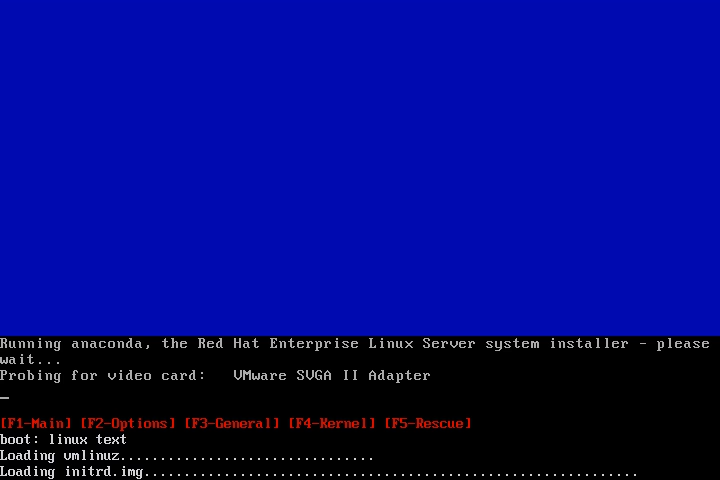 Running anaconda, the Red Hat Enterprise Linux Server system installer - please
wait...
Probing for video card:   VMware SVGA II Adapter
_
[F1-Main] [F2-Options] [F3-General] [F4-Kernel] [F5-Rescue]
boot: linux text
Loading vmlinuz................................
Loading initrd.img..............................................................